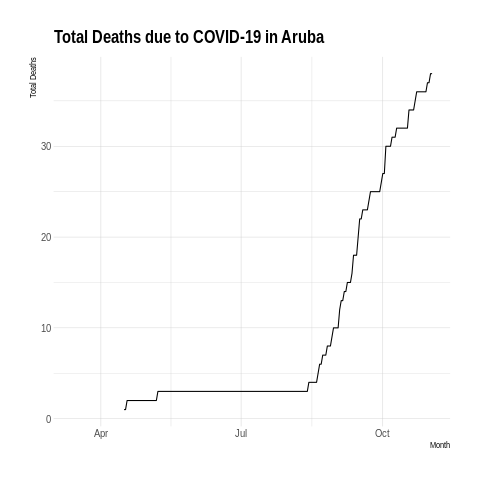 Total Deaths due to COVID-19 in Aruba
Total Deaths
30
20
10
0
Apr
Jul
Oct
Month